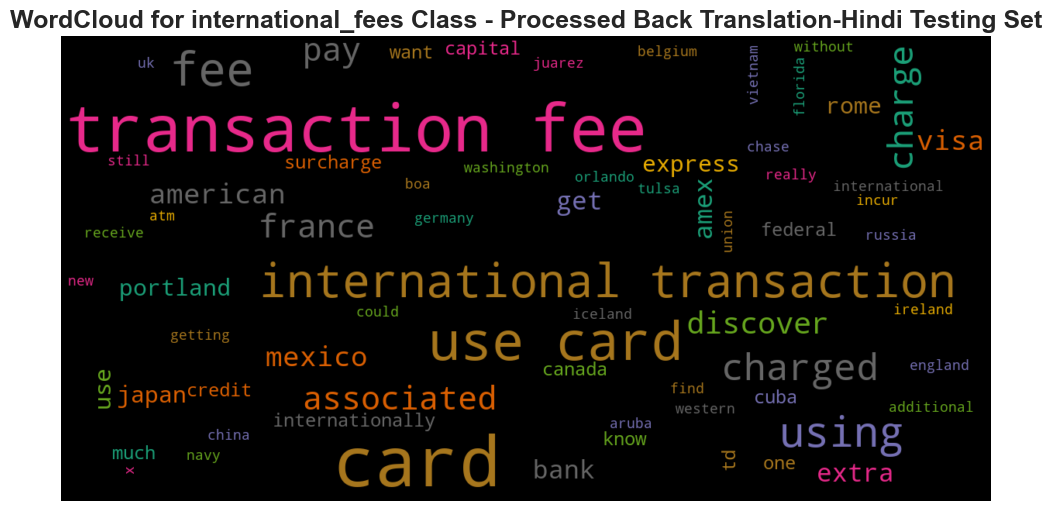 WordCloud for international_fees Class - Processed Back Translation-Hindi Testing Set
uk fee pay want capital juarez belgium vietnam without florida charge
transaction fee rome visa
still surcharge washington express chase really
american boa orlando tulsa amex international
atm france germany get union federal incur
receive russia
new portland international transaction
could iceland discover ireland
getting use card
mexico canada charged england
use japan credit associated find cuba
internationally western additional
china aruba using
much navy card know
x bank td one extra